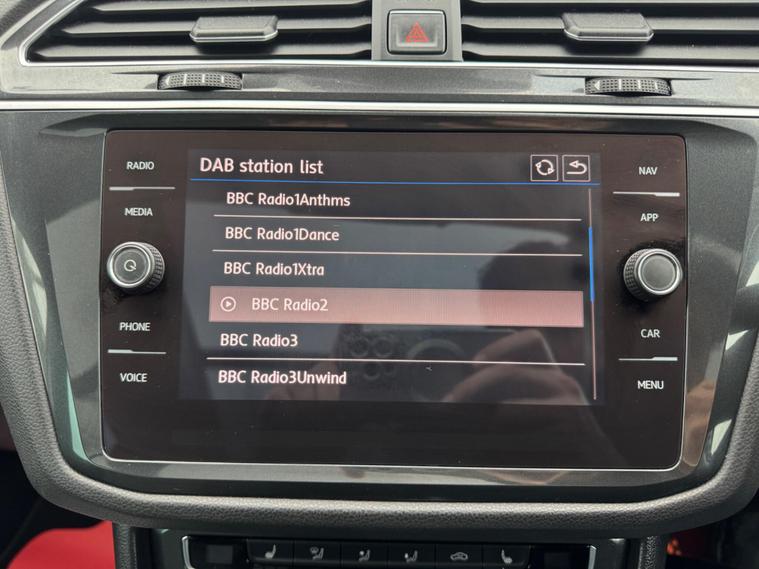 DAB station list
RADIO
MEDIA
PHONE
VOICE
BBC Radio1Anthms
BBC Radio1Dance
BBC Radio1Xtra
BBC Radio2
BBC Radio3
BBC Radio3Unwind
NAV
APP
CAR
MENU